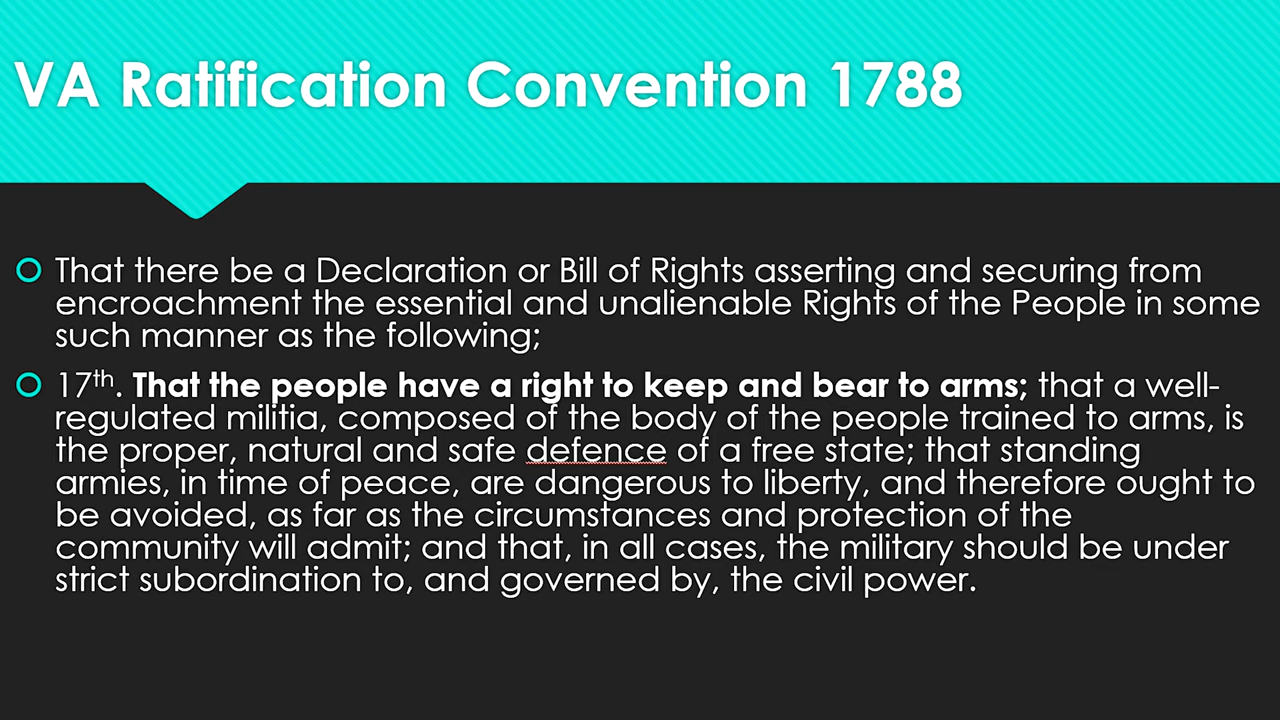 VA Ratification Convention 1788
That there be a Declaration or Bill of Rights asserting and securing from
encroachment the essential and unalienable Rights of the People in some
such manner as the following;
17th. That the people have a right to keep and bear to arms; that a well-
regulated militia, composed of the body of the people trained to arms, is
the proper, natural and safe defence of a free state; that standing
armies, in time of peace, are dangerous to liberty, and therefore ought to
be avoided, as far as the circumstances and protection of the
community will admit; and that, in all cases, the military should be under
strict subordination to, and governed by, the civil power.